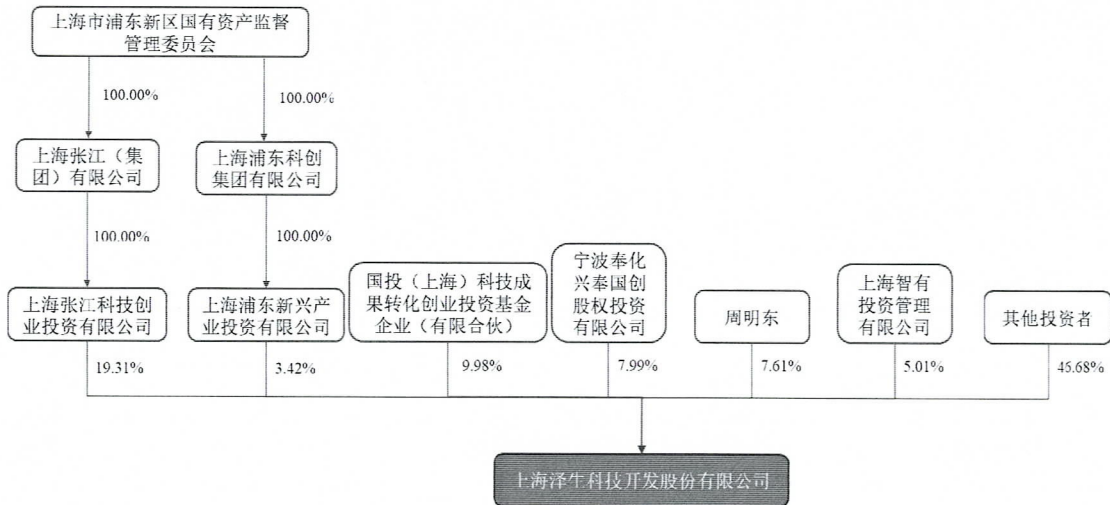 上海市浦东新区国有资产监督
管理委员会
100.00%
100.00%
上海张江（集
团）有限公司
上海浦东科创
集团有限公司
100.00%
100.00%
上海张江科技创
业投资有限公司
上海浦东新兴产
业投资有限公司
国投（上海）科技成
果转化创业投资基金
企业（有限合伙）
宁波奉化
兴奉国创
股权投资
有限公司
周明东
上海智有
投资管理
有限公司
其他投资者
19.31%
3.42%
9.98%
7.99%
7.61%
5.01%
46.68%
上海泽生科技开发股份有限公司